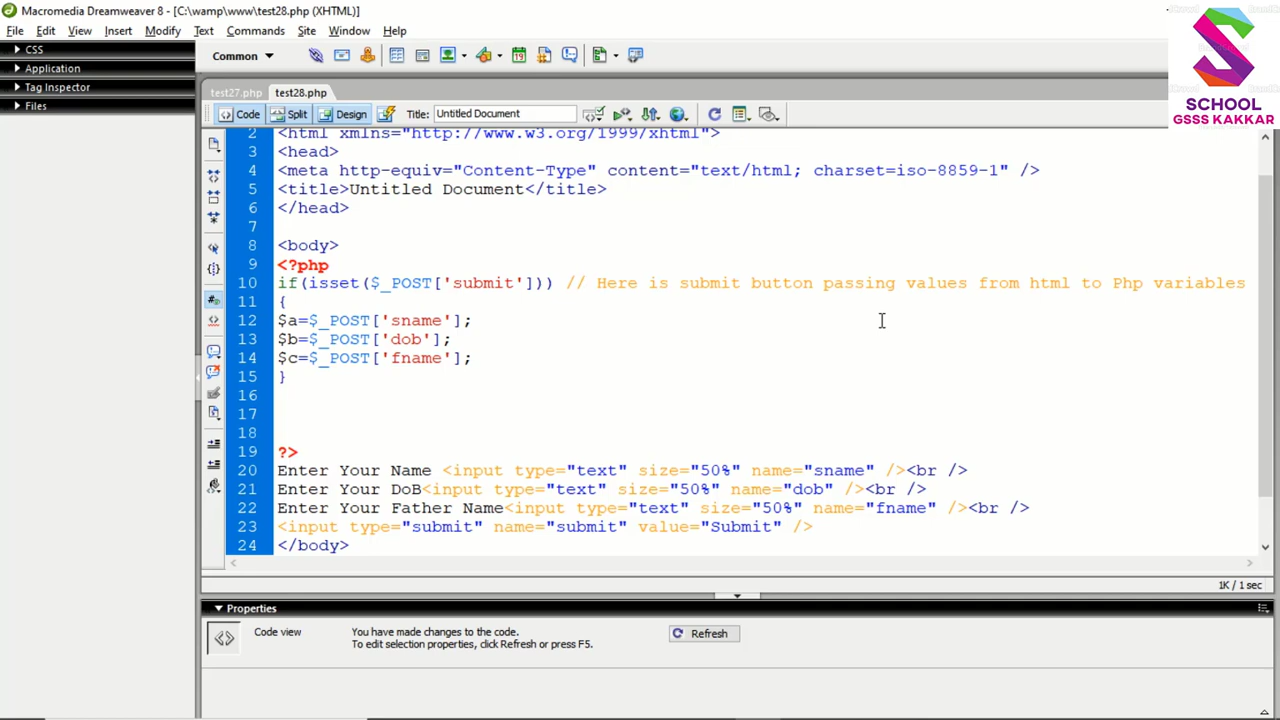 Macromedia Dreamweaver 8 - [C:\wamp\www\test28.php (XHTML)]
File Edit View Insert Modify Text Commands Site Window Help
CSS
Application
Tag Inspector
Files
Common
test27.php test28.php
Code Split Design Title: Untitled Document
2 <html xmlns="http://www.w3.org/1999/xhtml">
3 <head>
4 <meta http-equiv="Content-Type" content="text/html; charset=iso-8859-1" />
5 <title>Untitled Document</title>
6 </head>
7
8 <body>
9 <?php
10 if(isset($_POST['submit'])) // Here is submit button passing values from html to Php variables
11 {
12 $a=$_POST['sname'];
13 $b=$_POST['dob'];
14 $c=$_POST['fname'];
15 }
16
17
18
19 ?>
20 Enter Your Name <input type="text" size="50%" name="sname" /><br />
21 Enter Your DoB<input type="text" size="50%" name="dob" /><br />
22 Enter Your Father Name<input type="text" size="50%" name="fname" /><br />
23 <input type="submit" name="submit" value="Submit" />
24 </body>
1K / 1 sec
Properties
Code view
You have made changes to the code.
To edit selection properties, click Refresh or press F5.
Refresh
SCHOOL
GSSS KAKKAR